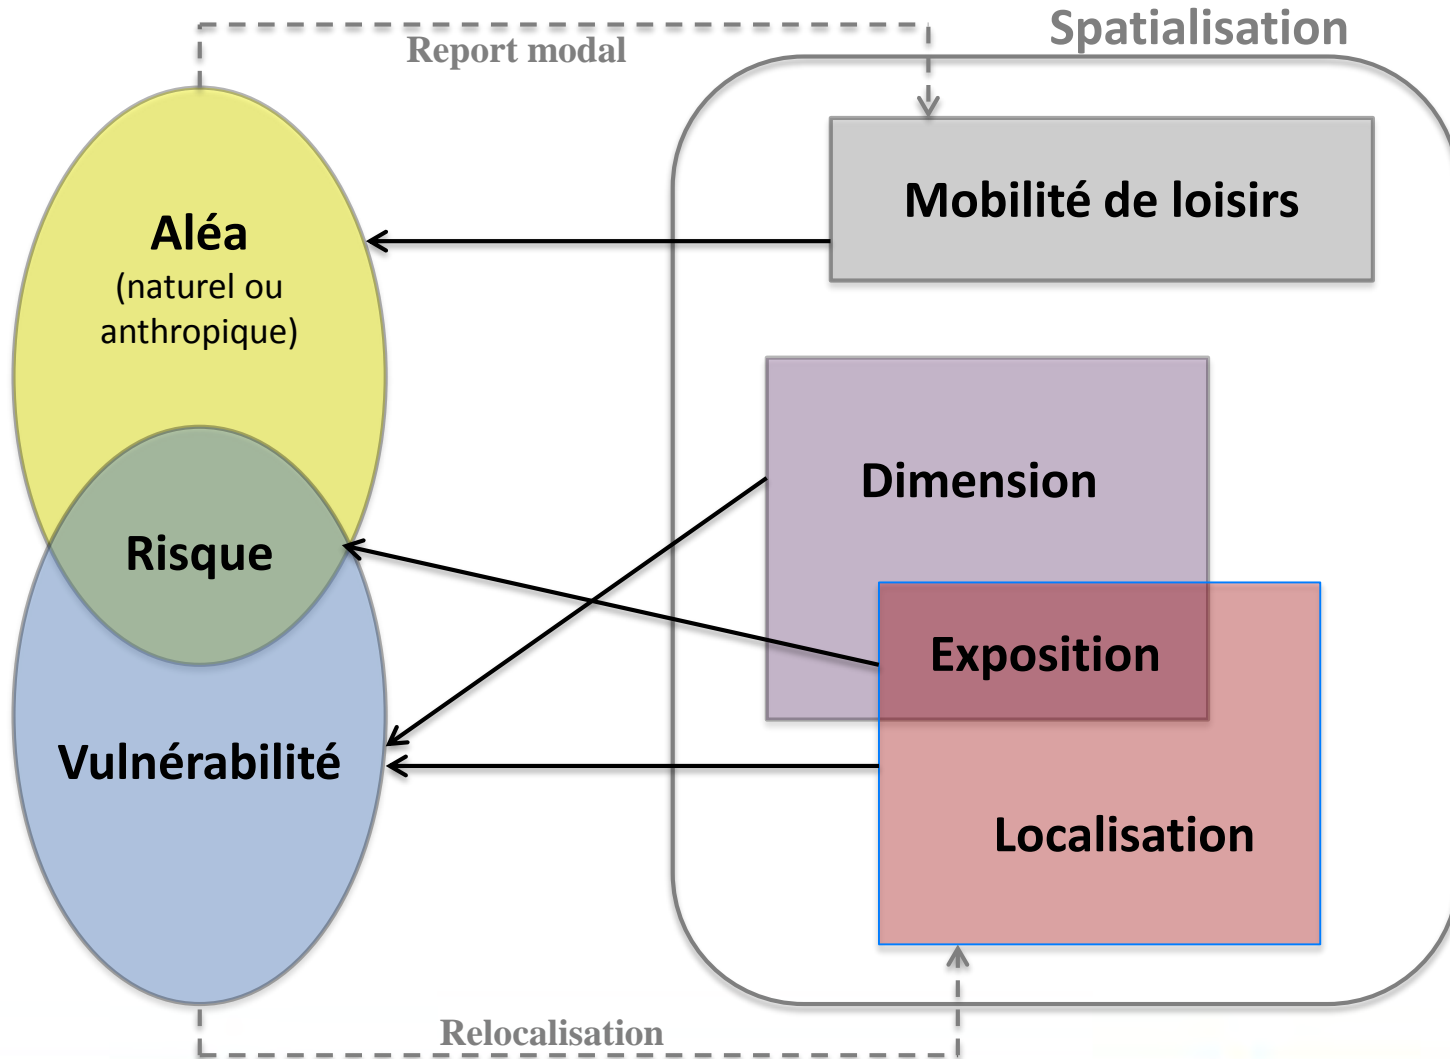 Spatialisation
Report modal
Mobilité de loisirs
Aléa
(naturel ou
anthropique)
Dimension
Risque
Exposition
Vulnérabilité
Localisation
Relocalisation